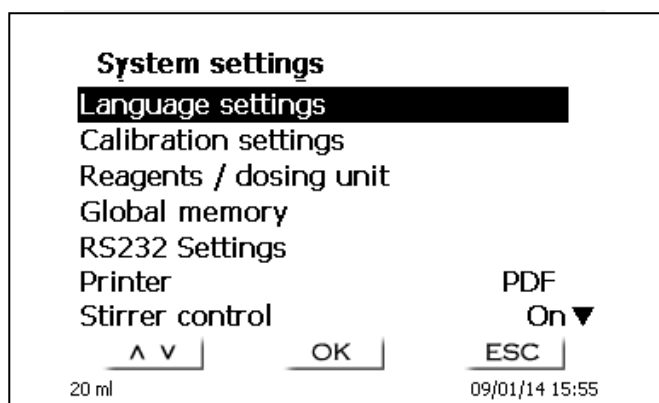 System settings
Language settings
Calibration settings
Reagents / dosing unit
Global memory
RS232 Settings
Printer PDF
Stirrer control On ▼
∧ ∨ OK ESC
20 ml 09/01/14 15:55